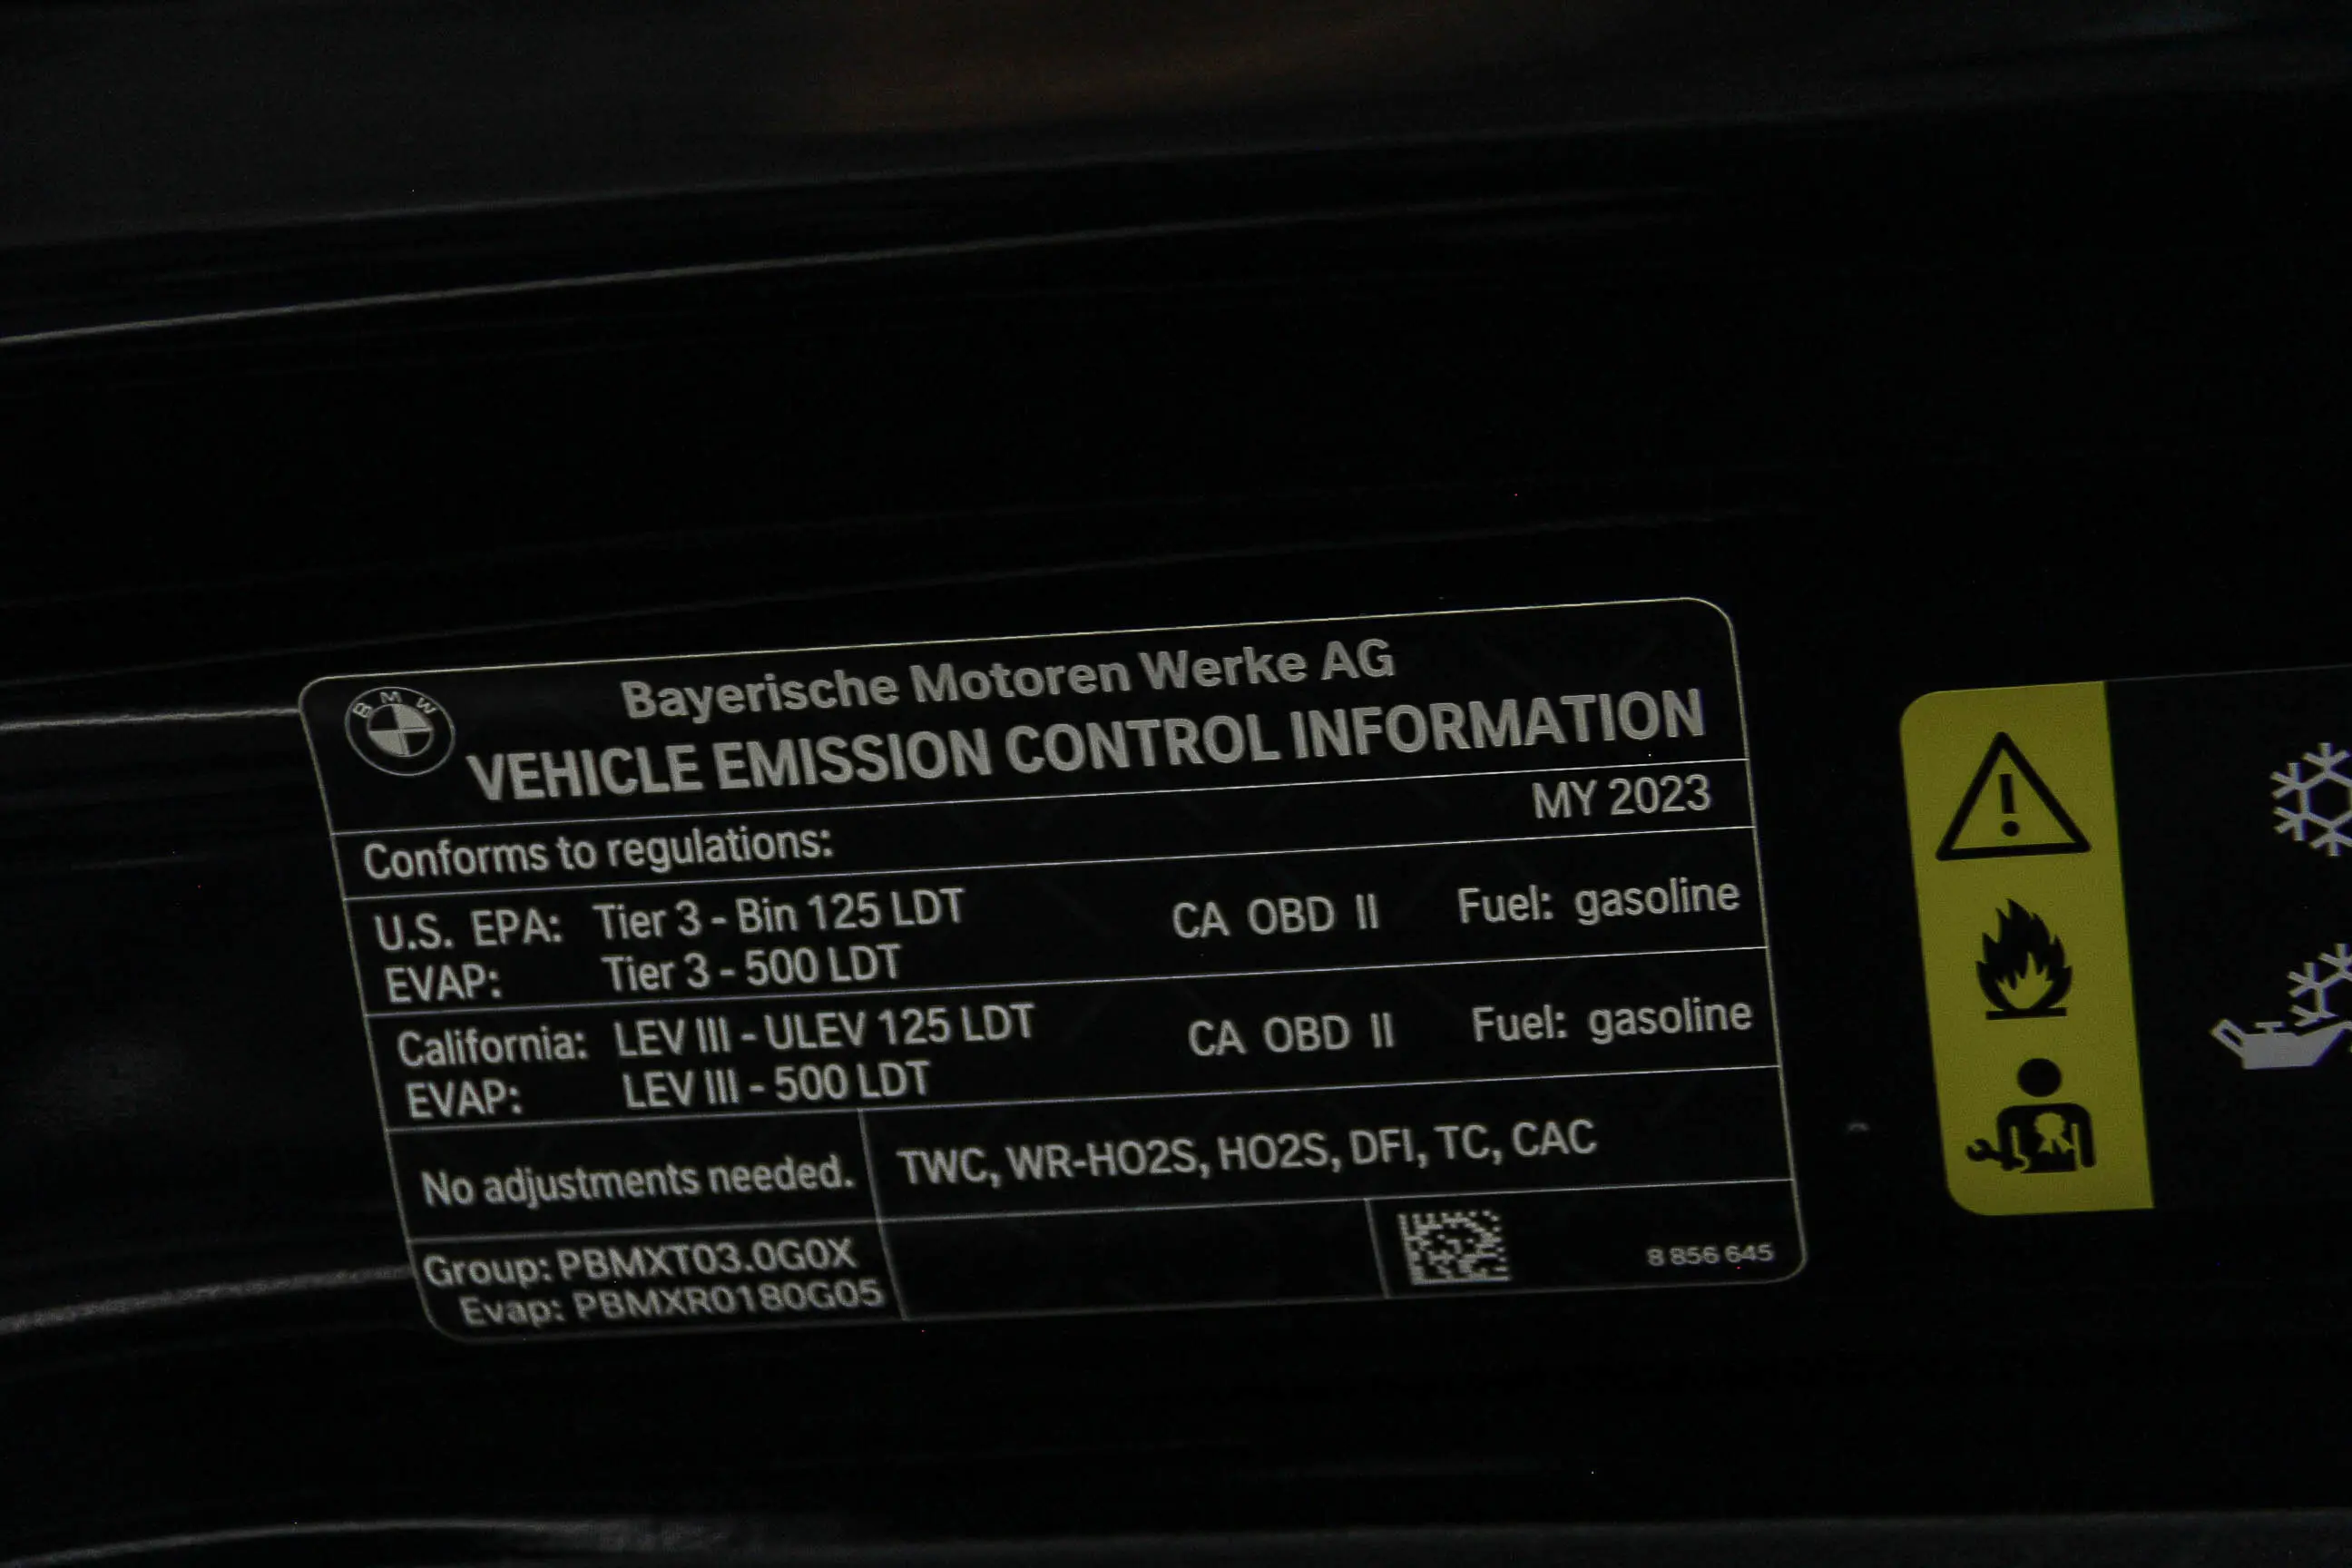 BMW
Bayerische Motoren Werke AG
VEHICLE EMISSION CONTROL INFORMATION
MY 2023
Conforms to regulations:
U.S. EPA: Tier 3 - Bin 125 LDT CA OBD II Fuel: gasoline
EVAP: Tier 3 - 500 LDT
California: LEV III - ULEV 125 LDT CA OBD II Fuel: gasoline
EVAP: LEV III - 500 LDT
No adjustments needed. TWC, WR-HO2S, HO2S, DFI, TC, CAC
Group: PBMXT03.0G0X
Evap: PBMXR0180G05
8 856 645